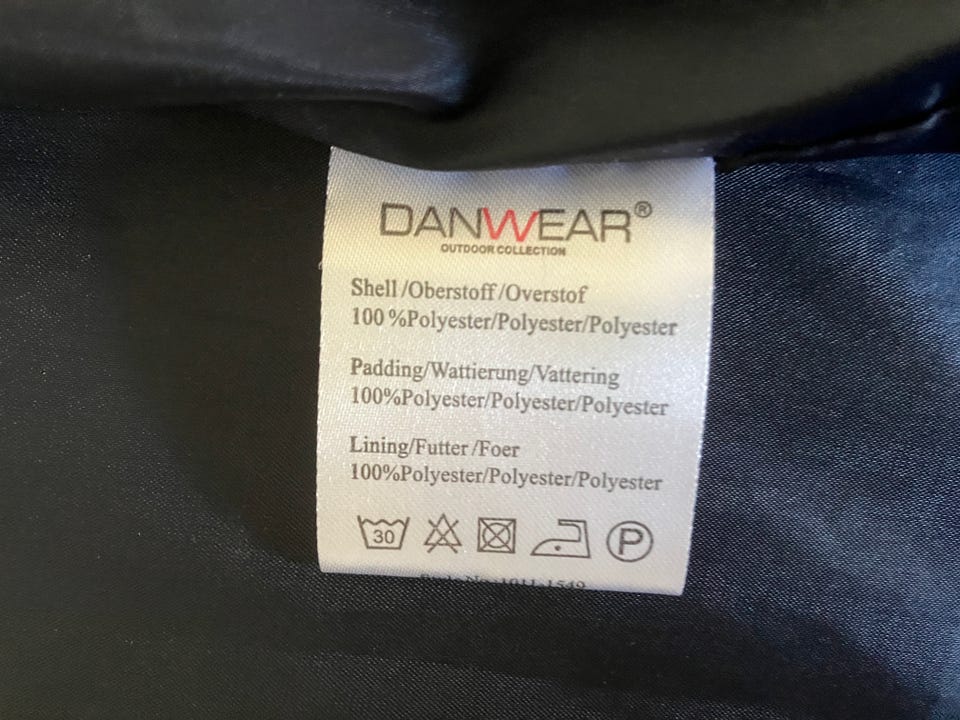 DANWEAR®
OUTDOOR COLLECTION
Shell/Oberstoff/Overstof
100%Polyester/Polyester/Polyester
Padding/Wattierung/Vattering
100%Polyester/Polyester/Polyester
Lining/Futter/Foer
100%Polyester/Polyester/Polyester
30 P